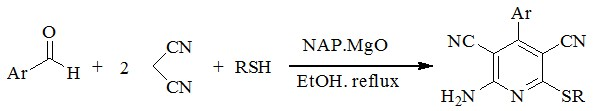 O
Ar
H
+
2
CN
CN
+
RSH
NAP.MgO
EtOH. reflux
Ar
NC
CN
H₂N
N
SR